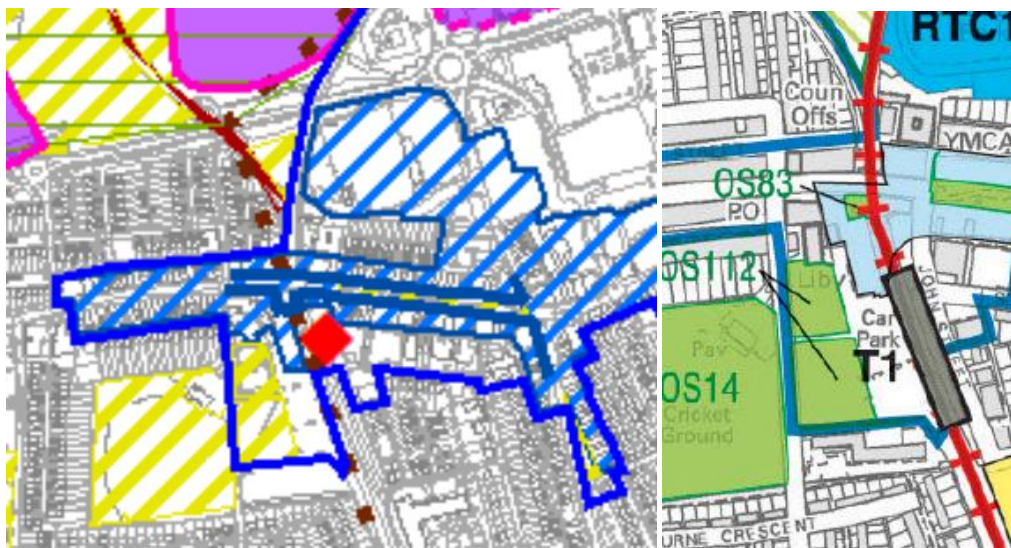 RTC1
Coun
Offs
YMCA
OS83
PO
OS112
Liby
Car
Park
Pav
T1
OS14
Cricket
Ground
URNE CRESCENT